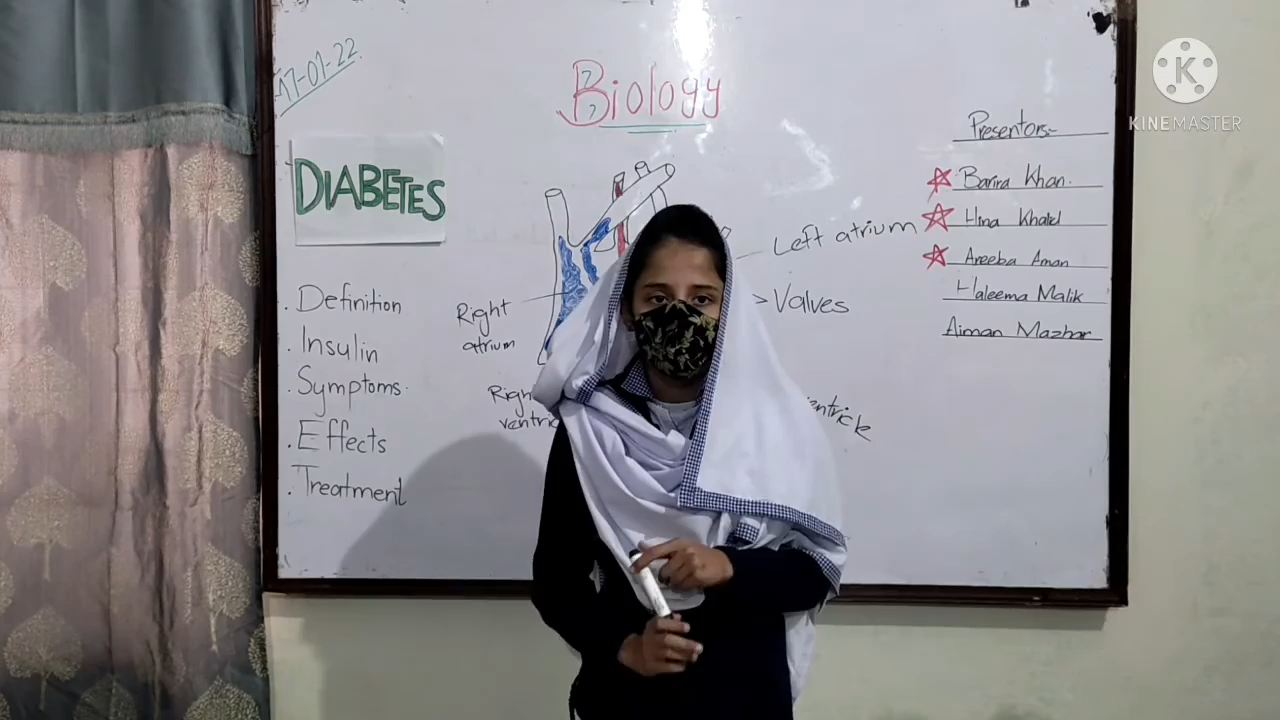 17-01-22
Biology
DIABETES
. Definition
. Insulin
. Symptoms.
. Effects
. Treatment
Left atrium
Valves
Right
atrium
Right
Presentors:-
Barira Khan.
Hina Khalid
Areeba Aman
Haleema Malik
Aiman Mazhar
K
KINEMASTER